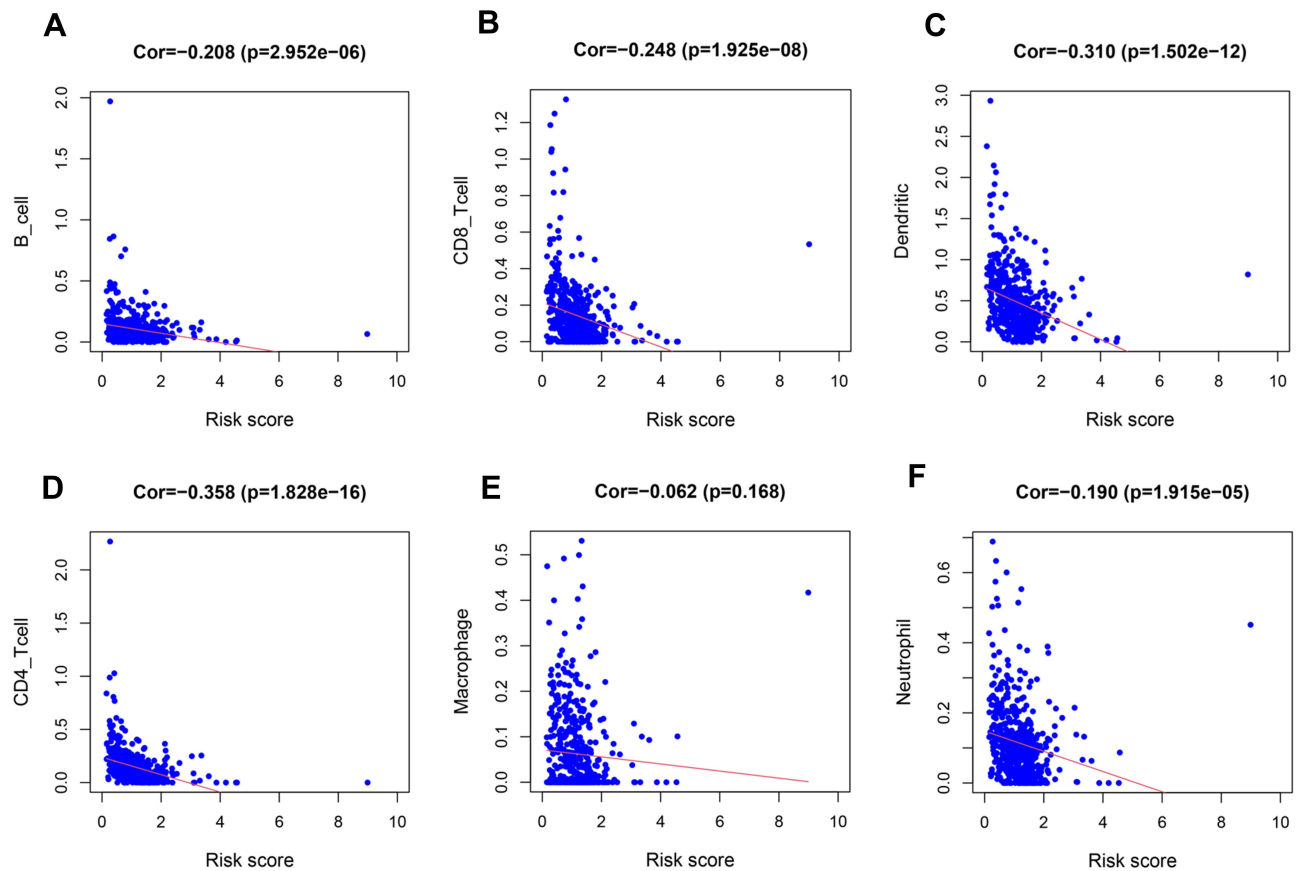 A
Cor=−0.208 (p=2.952e−06)
B_cell
0.0 0.5 1.0 1.5 2.0
0 2 4 6 8 10
Risk score
B
Cor=−0.248 (p=1.925e−08)
CD8_Tcell
0.0 0.2 0.4 0.6 0.8 1.0 1.2
0 2 4 6 8 10
Risk score
C
Cor=−0.310 (p=1.502e−12)
Dendritic
0.0 0.5 1.0 1.5 2.0 2.5 3.0
0 2 4 6 8 10
Risk score
D
Cor=−0.358 (p=1.828e−16)
CD4_Tcell
0.0 0.5 1.0 1.5 2.0
0 2 4 6 8 10
Risk score
E
Cor=−0.062 (p=0.168)
Macrophage
0.0 0.1 0.2 0.3 0.4 0.5
0 2 4 6 8 10
Risk score
F
Cor=−0.190 (p=1.915e−05)
Neutrophil
0.0 0.2 0.4 0.6
0 2 4 6 8 10
Risk score